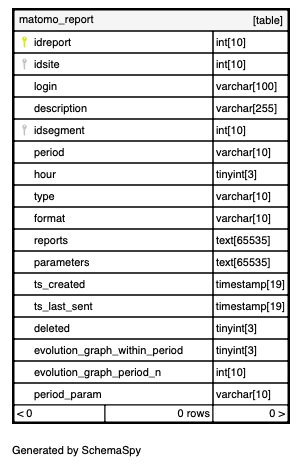 matomo_report [table]
idreport int[10]
idsite int[10]
login varchar[100]
description varchar[255]
idsegment int[10]
period varchar[10]
hour tinyint[3]
type varchar[10]
format varchar[10]
reports text[65535]
parameters text[65535]
ts_created timestamp[19]
ts_last_sent timestamp[19]
deleted tinyint[3]
evolution_graph_within_period tinyint[3]
evolution_graph_period_n int[10]
period_param varchar[10]
< 0 0 rows 0 >
Generated by SchemaSpy